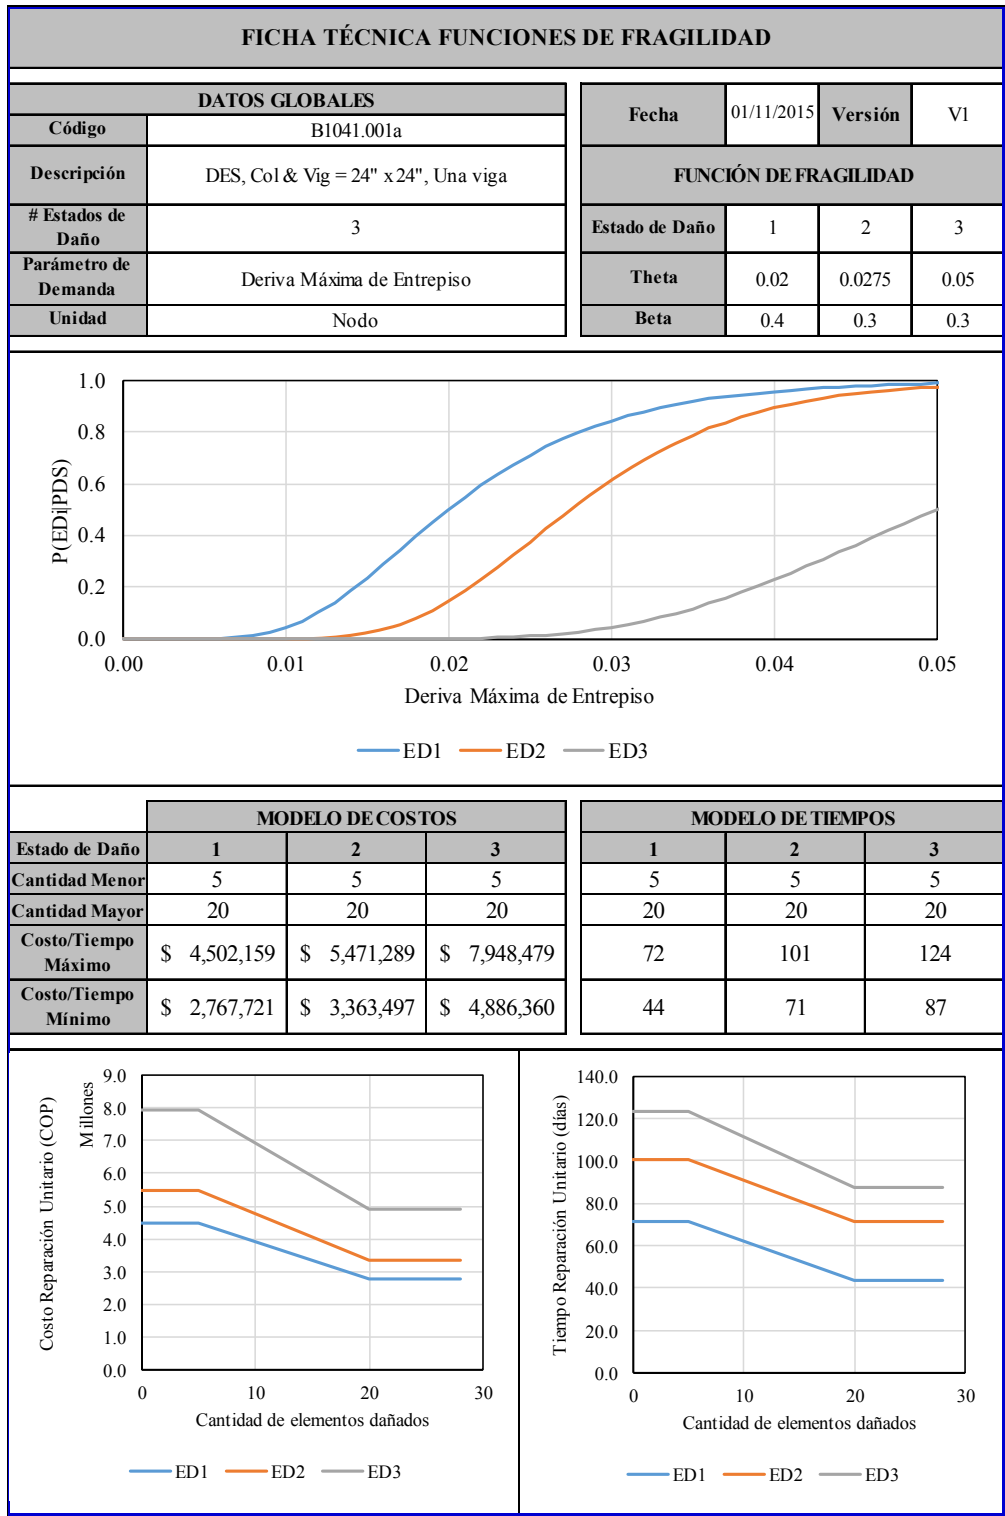 FICHA TÉCNICA FUNCIONES DE FRAGILIDAD
DATOS GLOBALES
Código B1041.001a
Descripción DES, Col & Vig = 24" x 24", Una viga
# Estados de Daño 3
Parámetro de Demanda Deriva Máxima de Entrepiso
Unidad Nodo
Fecha 01/11/2015 Versión V1
FUNCIÓN DE FRAGILIDAD
Estado de Daño 1 2 3
Theta 0.02 0.0275 0.05
Beta 0.4 0.3 0.3
P(EDi|PDS)
1.0
0.8
0.6
0.4
0.2
0.0
0.00 0.01 0.02 0.03 0.04 0.05
Deriva Máxima de Entrepiso
ED1 ED2 ED3
MODELO DE COSTOS MODELO DE TIEMPOS
Estado de Daño 1 2 3 1 2 3
Cantidad Menor 5 5 5 5 5 5
Cantidad Mayor 20 20 20 20 20 20
Costo/Tiempo Máximo $ 4,502,159 $ 5,471,289 $ 7,948,479 72 101 124
Costo/Tiempo Mínimo $ 2,767,721 $ 3,363,497 $ 4,886,360 44 71 87
Costo Reparación Unitario (COP)
Millones
9.0
8.0
7.0
6.0
5.0
4.0
3.0
2.0
1.0
0.0
0 10 20 30
Cantidad de elementos dañados
ED1 ED2 ED3
Tiempo Reparación Unitario (días)
140.0
120.0
100.0
80.0
60.0
40.0
20.0
0.0
0 10 20 30
Cantidad de elementos dañados
ED1 ED2 ED3